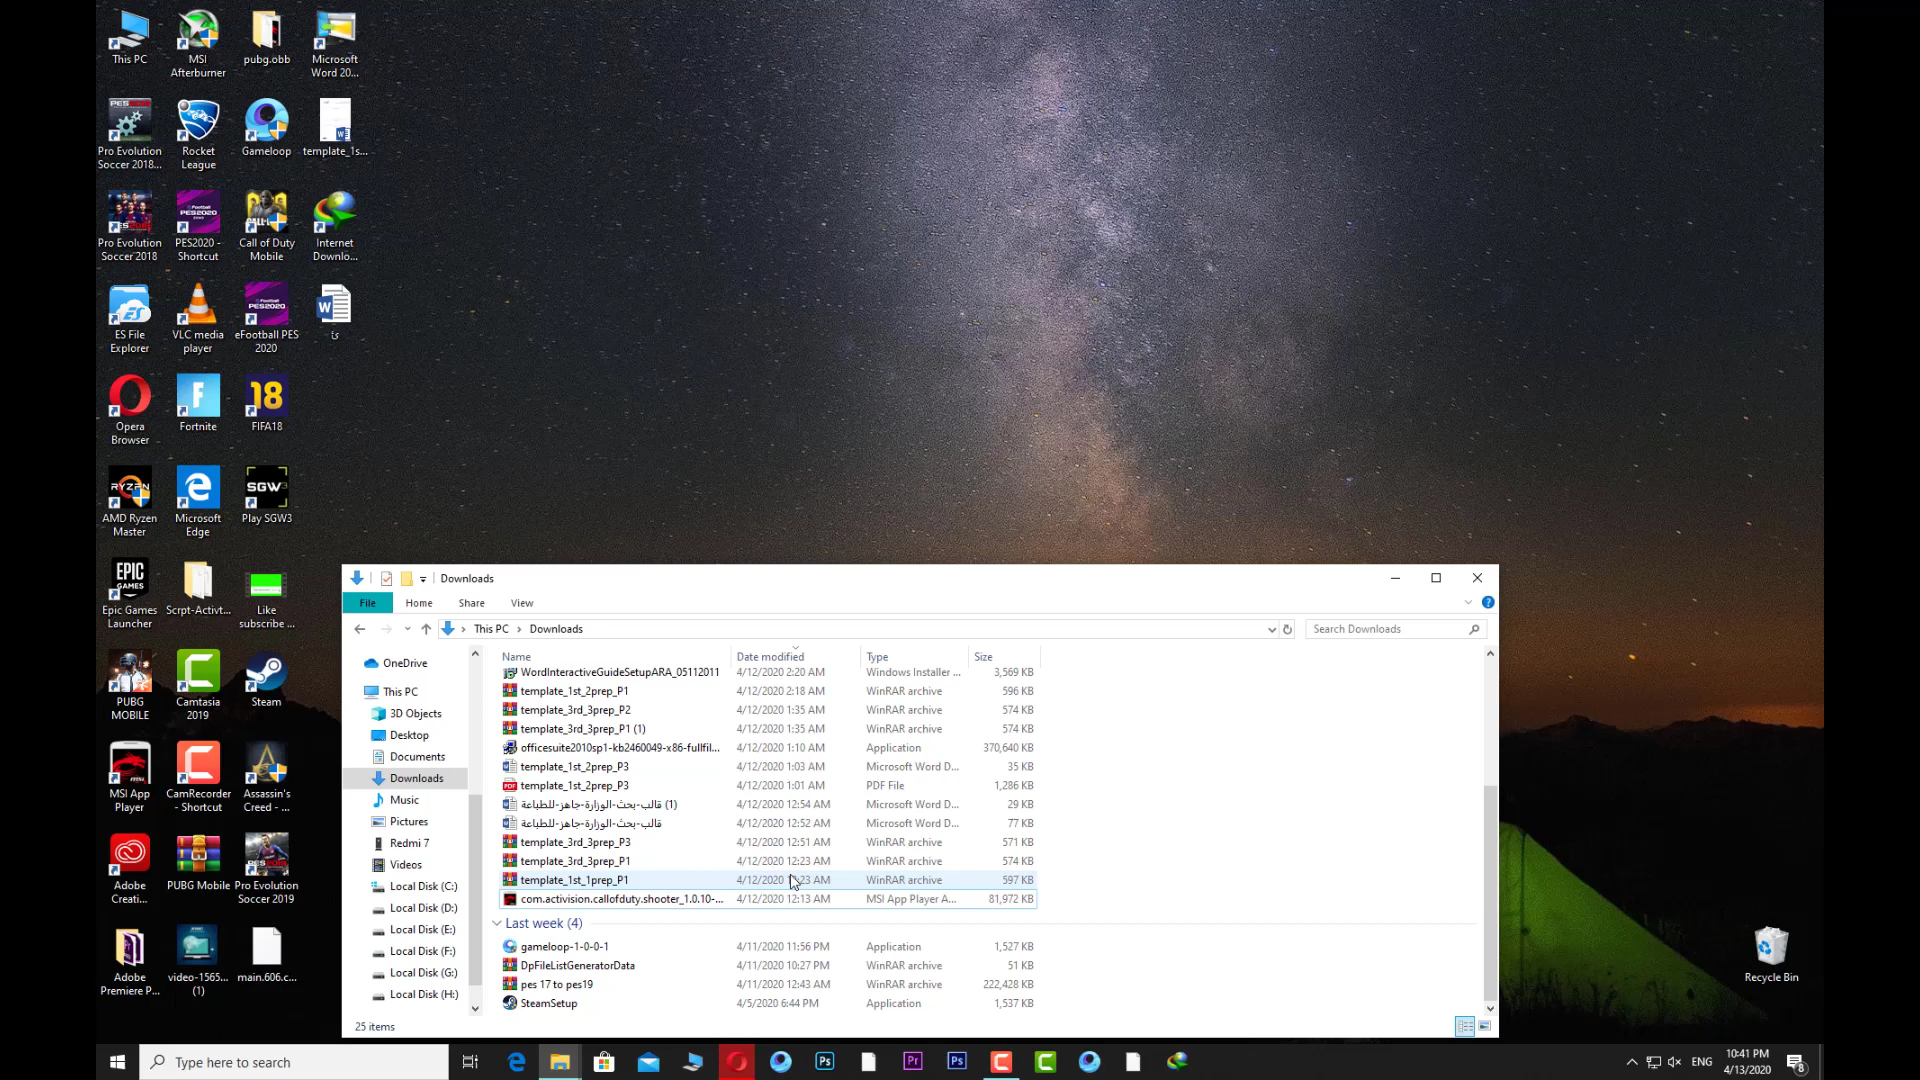 This PC
MSI
Afterburner
pubg.obb
Microsoft
Word 20...
Pro Evolution
Soccer 2018...
Rocket
League
Gameloop
template_1s...
Pro Evolution
Soccer 2018
PES2020 -
Shortcut
Call of Duty
Mobile
Internet
Downlo...
ES File
Explorer
VLC media
player
eFootball PES
2020
Opera
Browser
Fortnite
18
FIFA18
RYZEN
AMD Ryzen
Master
Microsoft
Edge
SGW3
Play SGW3
EPIC
GAMES
Epic Games
Launcher
Scrpt-Activt...
Like
subscribe ...
PUBG
MOBILE
Camtasia
2019
Steam
MSI App
Player
CamRecorder
- Shortcut
Assassin's
Creed - ...
Adobe
Creati...
PUBG Mobile
Pro Evolution
Soccer 2019
Adobe
Premiere P...
video-1565...
(1)
main.606.c...
Recycle Bin
Downloads
File Home Share View
This PC > Downloads
Search Downloads
OneDrive
This PC
3D Objects
Desktop
Documents
Downloads
Music
Pictures
Redmi 7
Videos
Local Disk (C:)
Local Disk (D:)
Local Disk (E:)
Local Disk (F:)
Local Disk (G:)
Local Disk (H:)
Name Date modified Type Size
WordInteractiveGuideSetupARA_05112011 4/12/2020 2:20 AM Windows Installer ... 3,569 KB
template_1st_2prep_P1 4/12/2020 2:18 AM WinRAR archive 596 KB
template_3rd_3prep_P2 4/12/2020 1:35 AM WinRAR archive 574 KB
template_3rd_3prep_P1 (1) 4/12/2020 1:35 AM WinRAR archive 574 KB
officesuite2010sp1-kb2460049-x86-fullfil... 4/12/2020 1:10 AM Application 370,640 KB
template_1st_2prep_P3 4/12/2020 1:03 AM Microsoft Word D... 35 KB
template_1st_2prep_P3 4/12/2020 1:01 AM PDF File 1,286 KB
قالب-بحث-الوزارة-جاهز-للطباعة (1) 4/12/2020 12:54 AM Microsoft Word D... 29 KB
قالب-بحث-الوزارة-جاهز-للطباعة 4/12/2020 12:52 AM Microsoft Word D... 77 KB
template_3rd_3prep_P3 4/12/2020 12:51 AM WinRAR archive 571 KB
template_3rd_3prep_P1 4/12/2020 12:23 AM WinRAR archive 574 KB
template_1st_1prep_P1 4/12/2020 12:23 AM WinRAR archive 597 KB
com.activision.callofduty.shooter_1.0.10-... 4/12/2020 12:13 AM MSI App Player A... 81,972 KB
Last week (4)
gameloop-1-0-0-1 4/11/2020 11:56 PM Application 1,527 KB
DpFileListGeneratorData 4/11/2020 10:27 PM WinRAR archive 51 KB
pes 17 to pes19 4/11/2020 12:43 AM WinRAR archive 222,428 KB
SteamSetup 4/5/2020 6:44 PM Application 1,537 KB
25 items
Type here to search
ENG
10:41 PM
4/13/2020
8